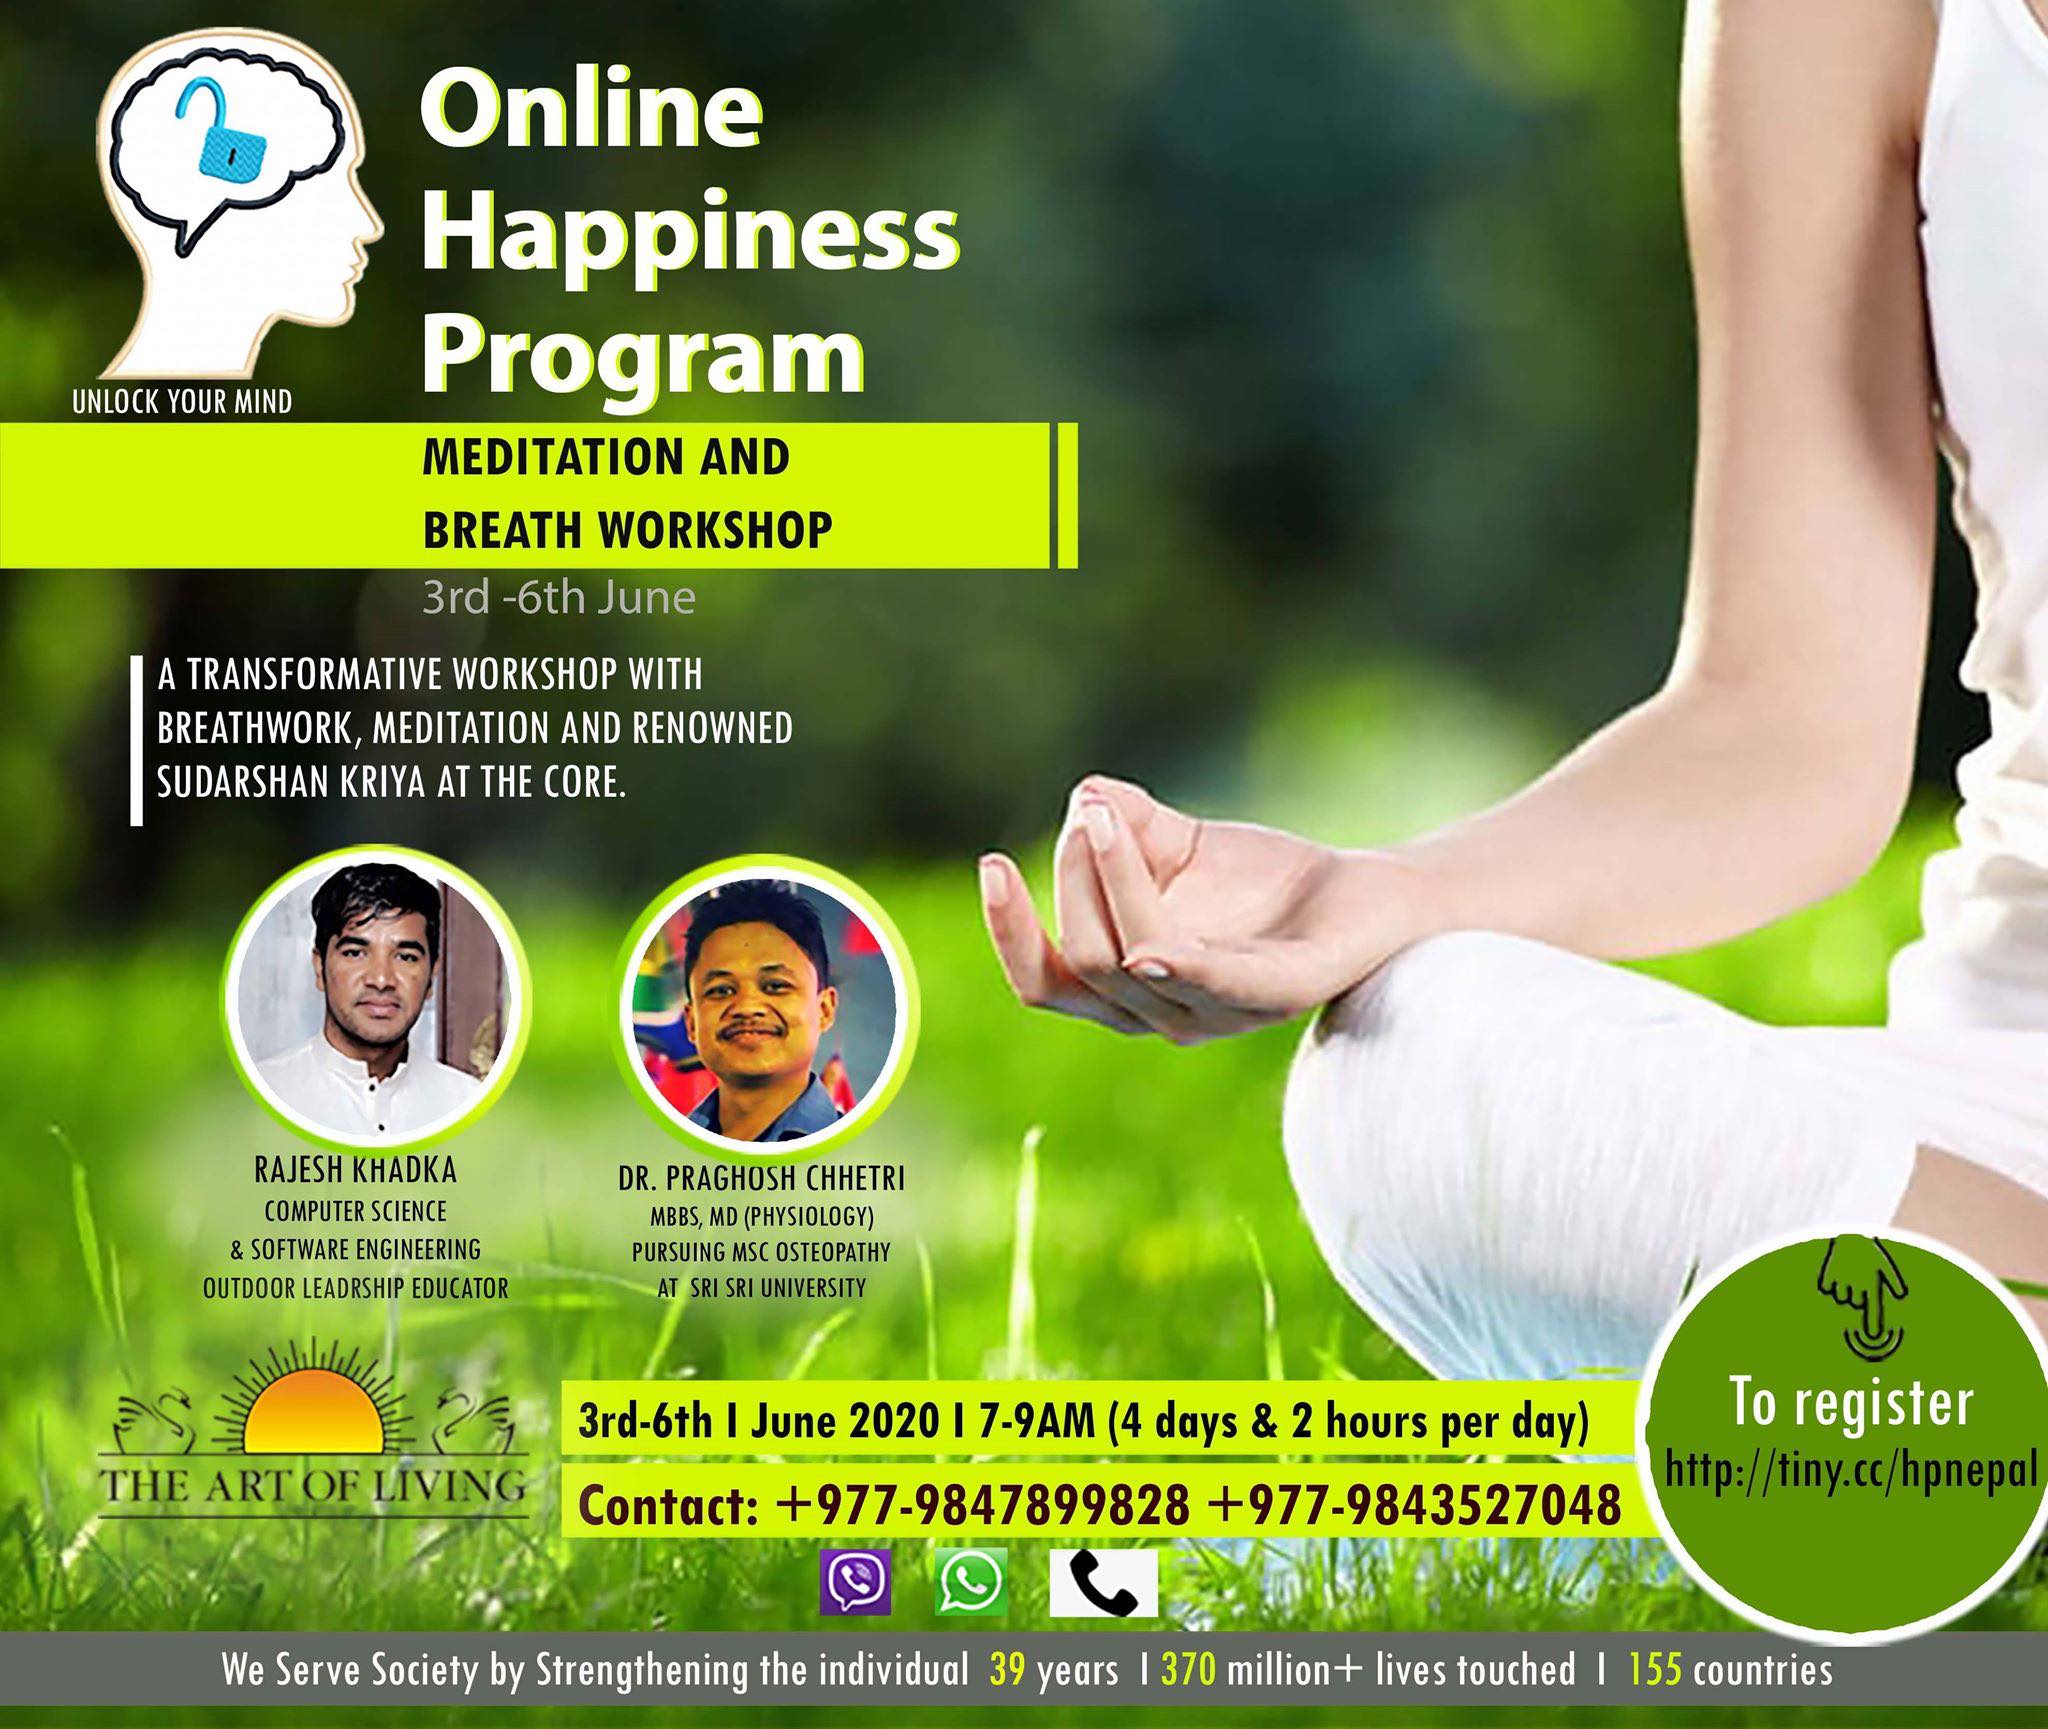 Online
Happiness
Program
UNLOCK YOUR MIND
MEDITATION AND
BREATH WORKSHOP
3rd -6th June
A TRANSFORMATIVE WORKSHOP WITH
BREATHWORK, MEDITATION AND RENOWNED
SUDARSHAN KRIYA AT THE CORE.
RAJESH KHADKA
COMPUTER SCIENCE
& SOFTWARE ENGINEERING
OUTDOOR LEADRSHIP EDUCATOR
DR. PRAGHOSH CHHETRI
MBBS, MD (PHYSIOLOGY)
PURSUING MSC OSTEOPATHY
AT SRI SRI UNIVERSITY
THE ART OF LIVING
3rd-6th I June 2020 I 7-9AM (4 days & 2 hours per day)
Contact: +977-9847899828 +977-9843527048
To register
http://tiny.cc/hpnepal
We Serve Society by Strengthening the individual 39 years I 370 million+ lives touched I 155 countries